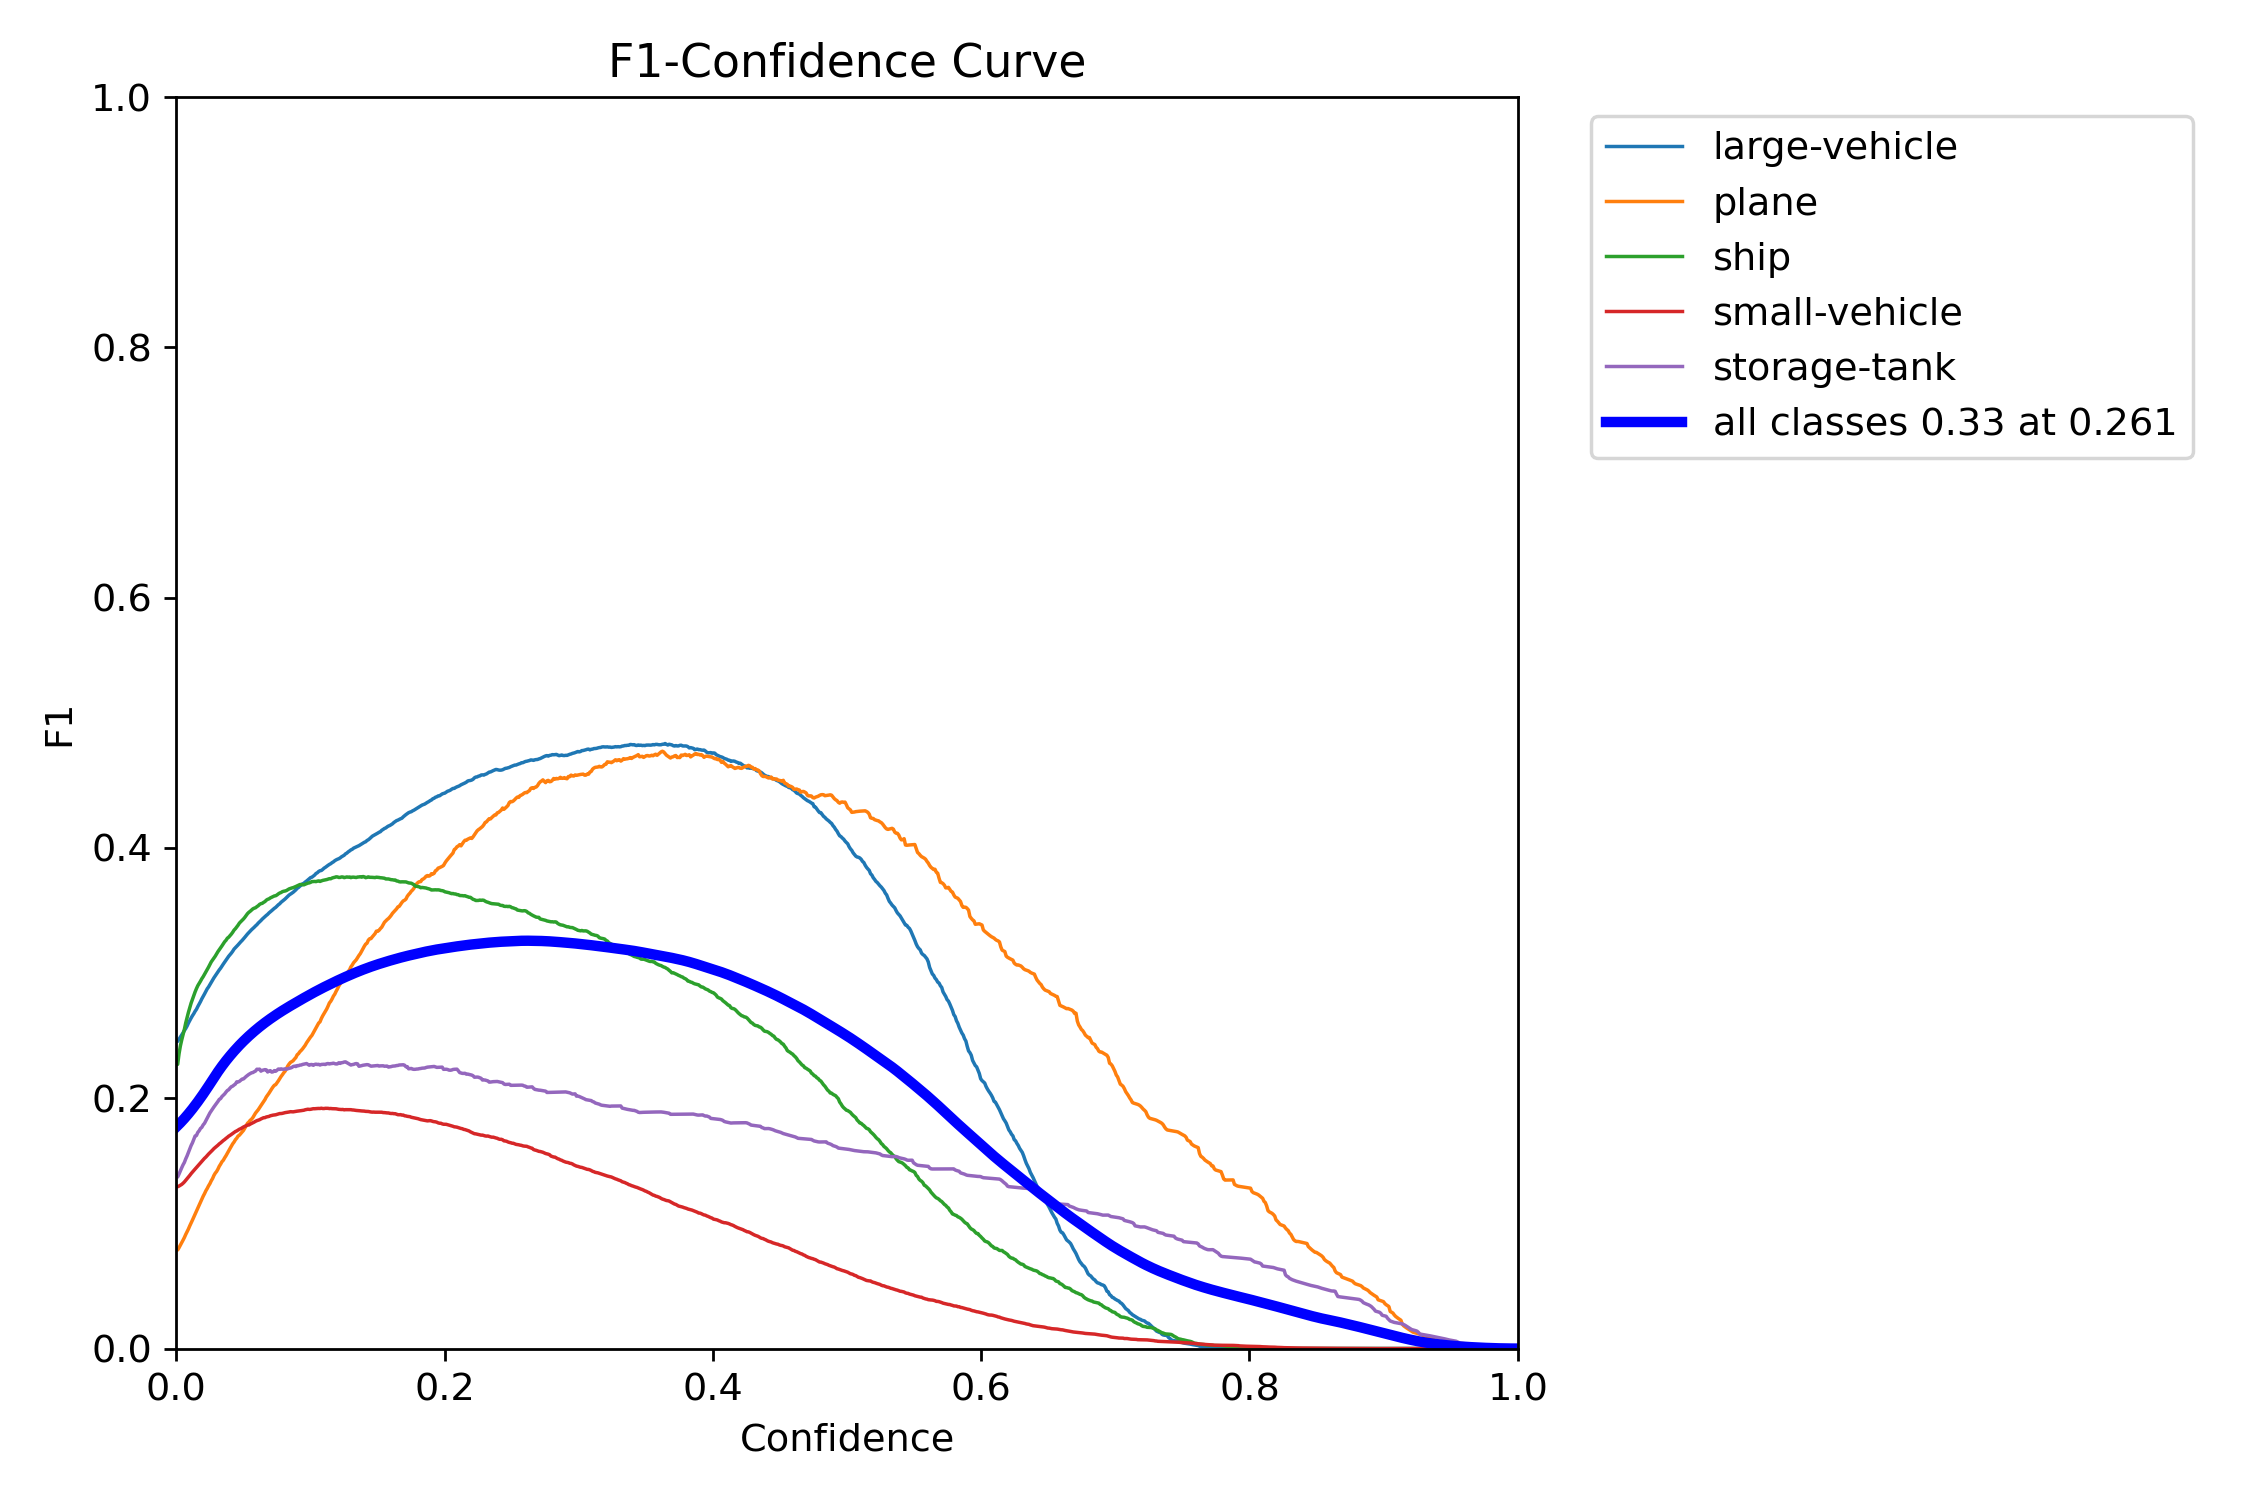 F1-Confidence Curve
1.0
0.8
0.6
0.4
0.2
0.0
F1
0.0 0.2 0.4 0.6 0.8 1.0
Confidence
large-vehicle
plane
ship
small-vehicle
storage-tank
all classes 0.33 at 0.261